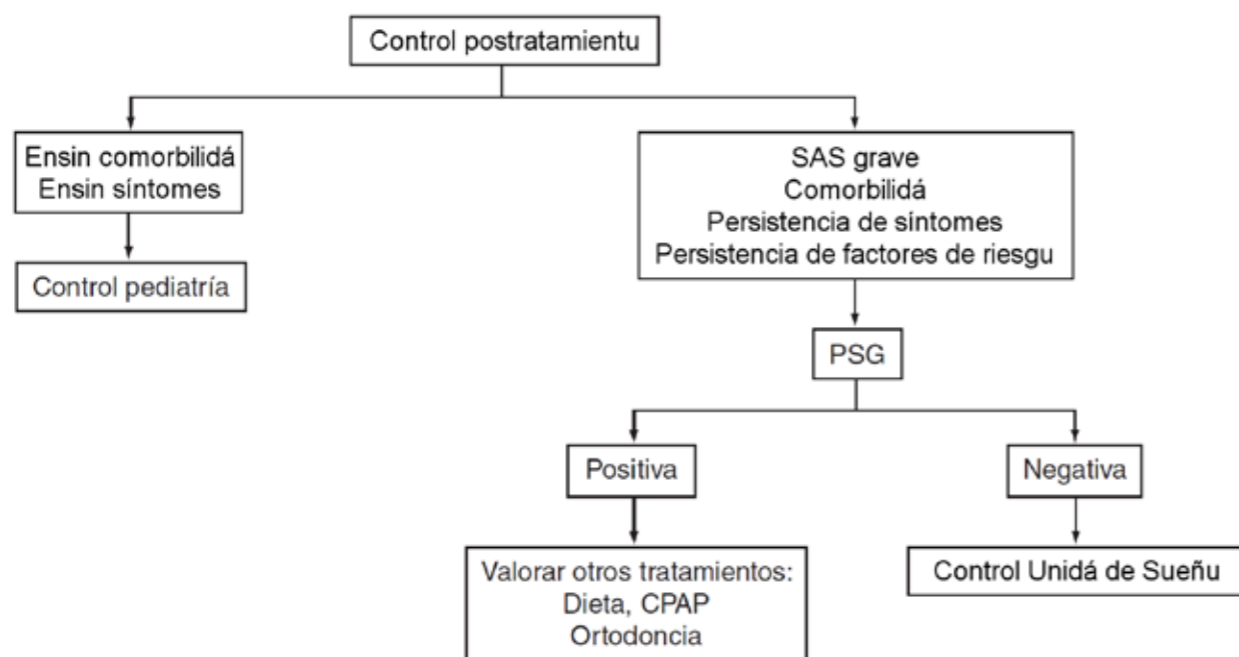 Control postratamientu
Ensin comorbilidá
Ensin síntomes
Control pediatría
SAS grave
Comorbilidá
Persistencia de síntomes
Persistencia de factores de riesgu
PSG
Positiva
Negativa
Valorar otros tratamientos:
Dieta, CPAP
Ortodoncia
Control Unidá de Sueñu